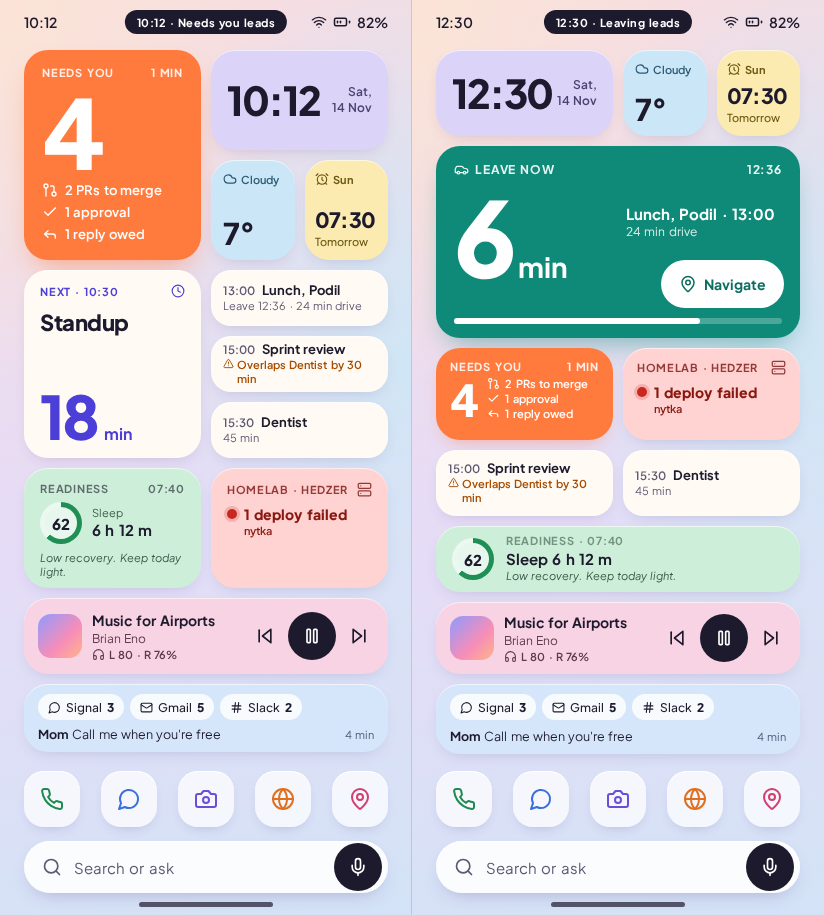 10:12
10:12 · Needs you leads
82%
NEEDS YOU 1 MIN
4
2 PRs to merge
1 approval
1 reply owed
10:12
Sat,
14 Nov
Cloudy
7°
Sun
07:30
Tomorrow
NEXT · 10:30
Standup
18 min
13:00 Lunch, Podil
Leave 12:36 · 24 min drive
15:00 Sprint review
Overlaps Dentist by 30
min
15:30 Dentist
45 min
READINESS 07:40
62
Sleep
6 h 12 m
Low recovery. Keep today
light.
HOMELAB · HEDZER
1 deploy failed
nytka
Music for Airports
Brian Eno
L 80 · R 76%
Signal 3
Gmail 5
Slack 2
Mom Call me when you're free 4 min
Search or ask
12:30
12:30 · Leaving leads
82%
12:30
Sat,
14 Nov
Cloudy
7°
Sun
07:30
Tomorrow
LEAVE NOW 12:36
6 min
Lunch, Podil · 13:00
24 min drive
Navigate
NEEDS YOU 1 MIN
4
2 PRs to merge
1 approval
1 reply owed
HOMELAB · HEDZER
1 deploy failed
nytka
15:00 Sprint review
Overlaps Dentist by 30
min
15:30 Dentist
45 min
62
READINESS · 07:40
Sleep 6 h 12 m
Low recovery. Keep today light.
Music for Airports
Brian Eno
L 80 · R 76%
Signal 3
Gmail 5
Slack 2
Mom Call me when you're free 4 min
Search or ask